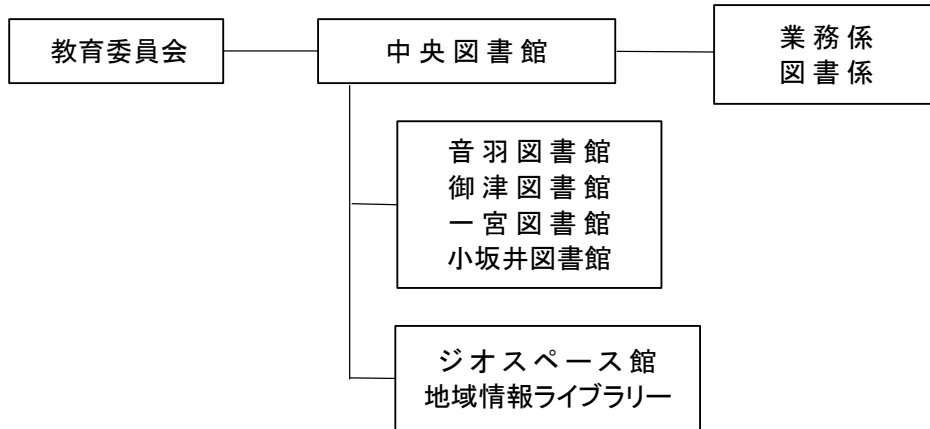 教育委員会
中央図書館
業務係
図書係
音羽図書館
御津図書館
一宮図書館
小坂井図書館
ジオスペース館
地域情報ライブラリー